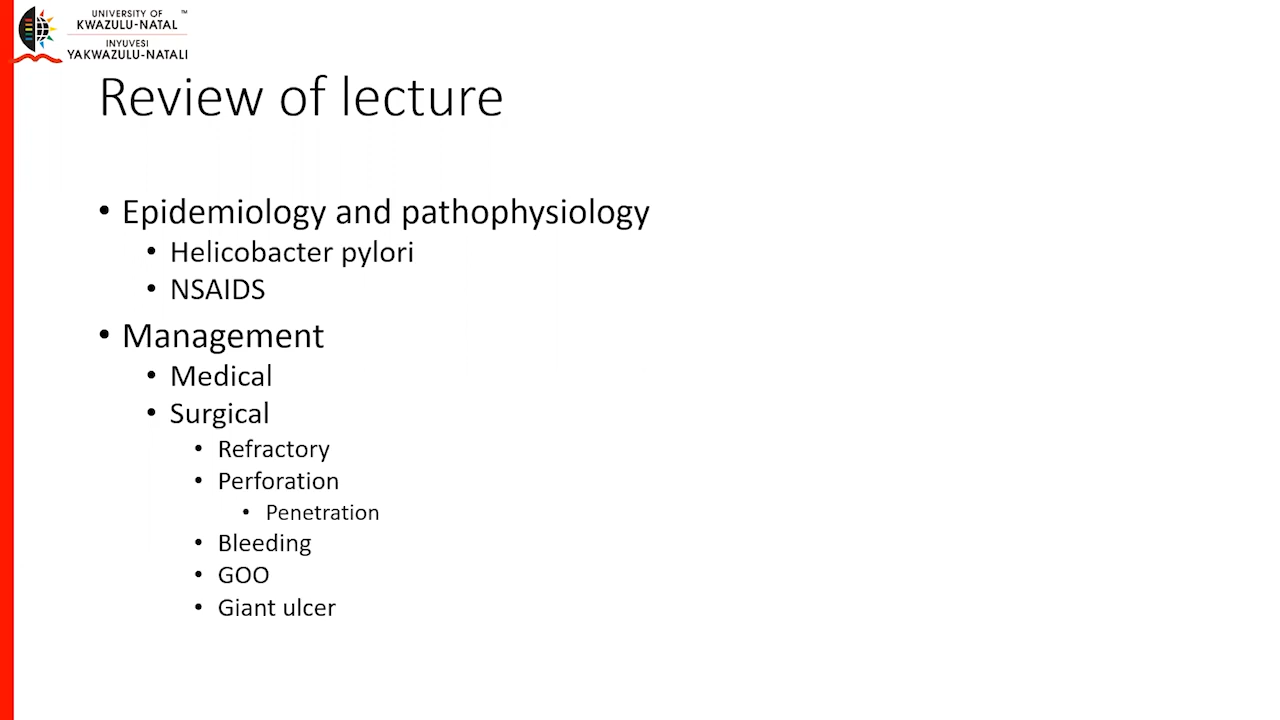 UNIVERSITY OF ™
KWAZULU-NATAL
INYUVESI
YAKWAZULU-NATALI
Review of lecture
• Epidemiology and pathophysiology
• Helicobacter pylori
• NSAIDS
• Management
• Medical
• Surgical
• Refractory
• Perforation
• Penetration
• Bleeding
• GOO
• Giant ulcer